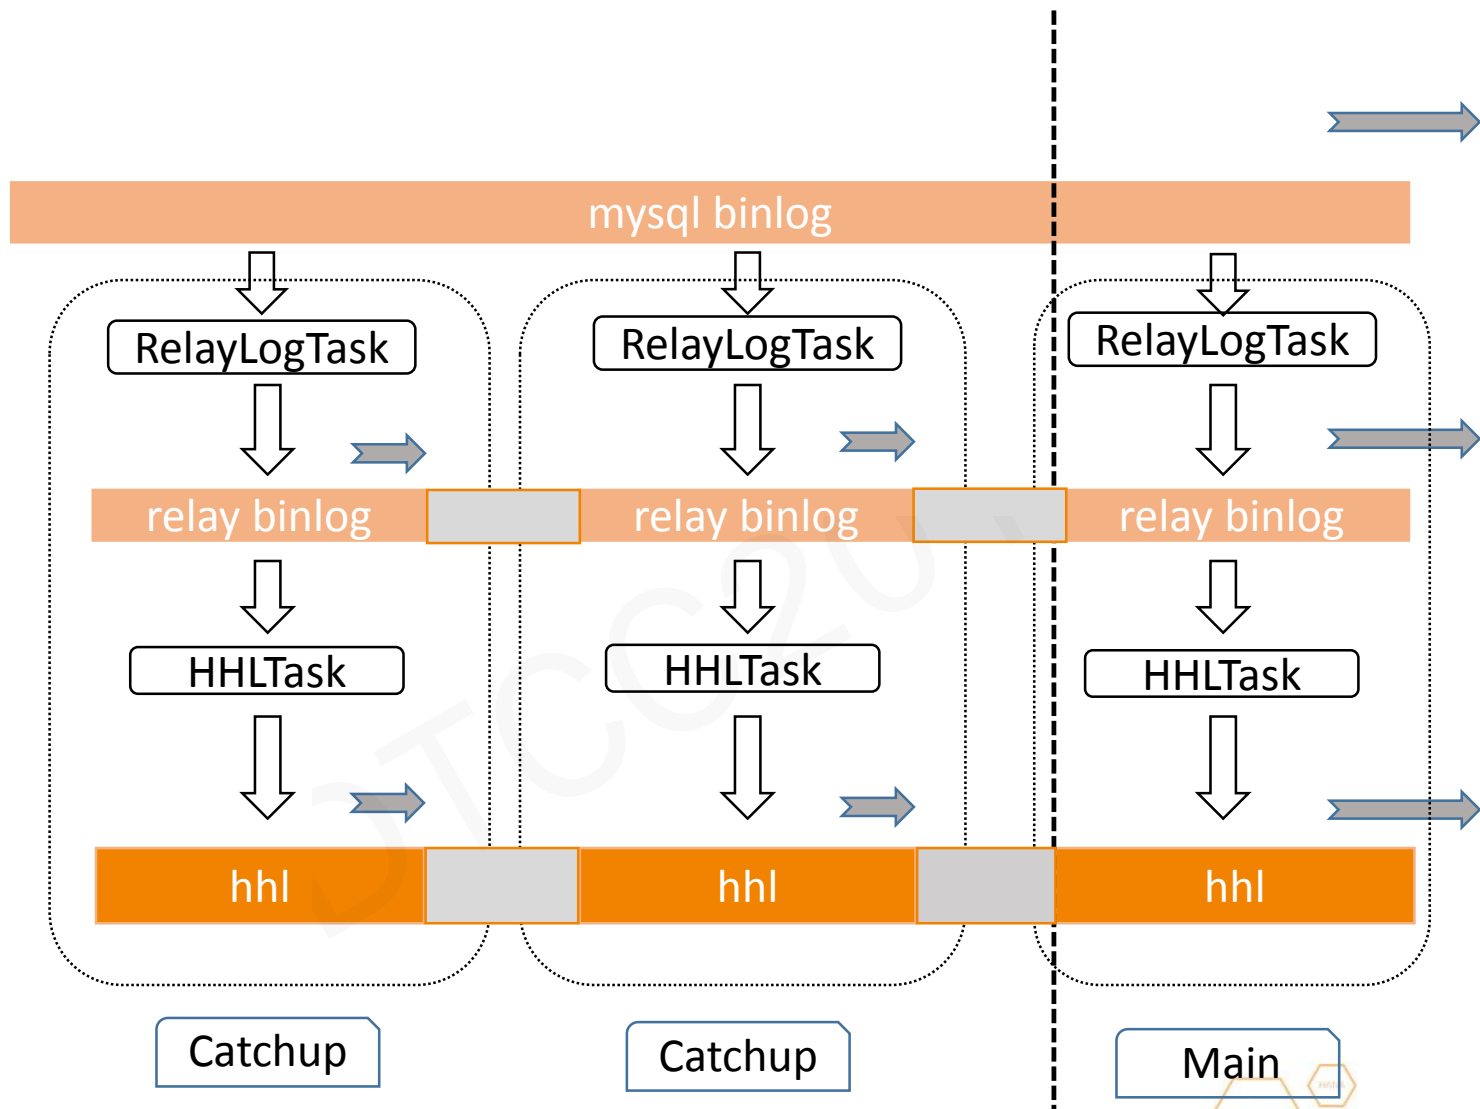 mysql binlog
RelayLogTask
RelayLogTask
RelayLogTask
relay binlog
relay binlog
relay binlog
HHLTask
HHLTask
HHLTask
hhl
hhl
hhl
Catchup
Catchup
Main